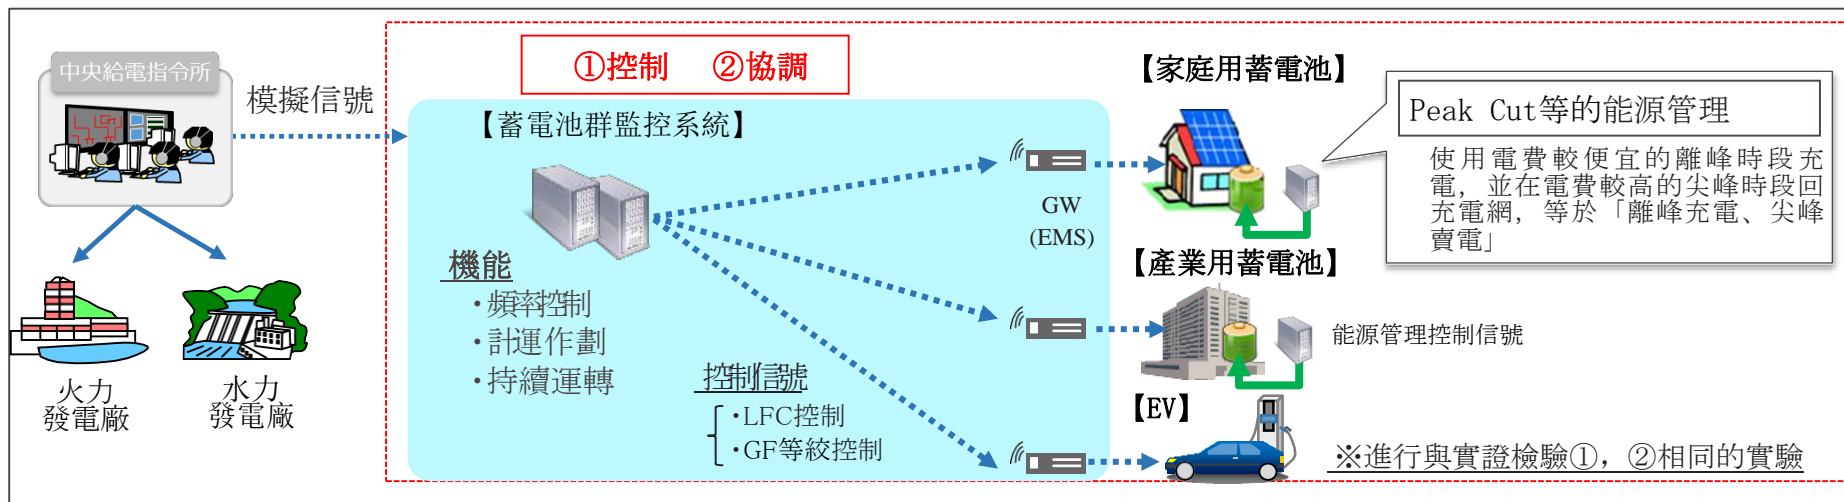 中央給電指令所
模擬信號
火力
發電廠
水力
發電廠
①控制 ②協調
【蓄電池群監控系統】
機能
・頻率控制
・計運作劃
・持續運轉
控制信號
・LFC控制
・GF等絞控制
GW
(EMS)
【家庭用蓄電池】
Peak Cut等的能源管理
使用電費較便宜的離峰時段充
電，並在電費較高的尖峰時段回
充電網，等於「離峰充電、尖峰
賣電」
【產業用蓄電池】
能源管理控制信號
【EV】
※進行與實證檢驗①，②相同的實驗